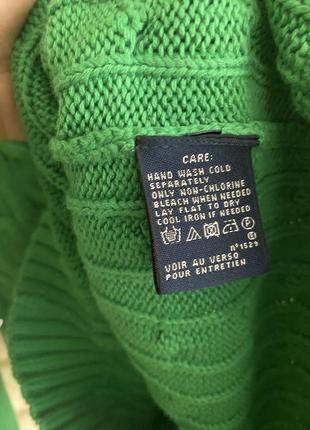 CARE:
HAND WASH COLD
SEPARATELY
ONLY NON-CHLORINE
BLEACH WHEN NEEDED
LAY FLAT TO DRY
COOL IRON IF NEEDED
n°1529
VOIR AU VERSO
POUR ENTRETIEN